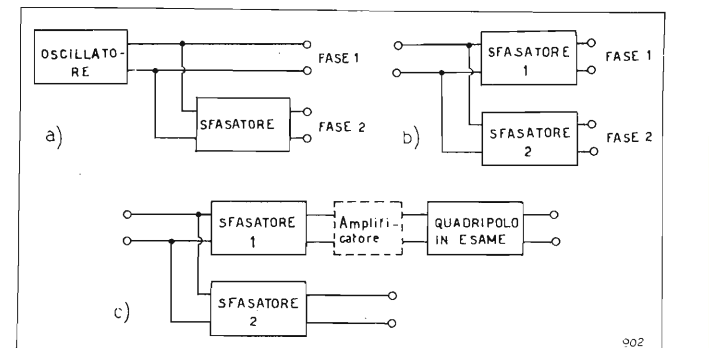 OSCILLATO-
RE
FASE 1
SFASATORE
FASE 2
a)
SFASATORE
1
FASE 1
SFASATORE
2
FASE 2
b)
SFASATORE
1
Amplifi-
catore
QUADRIPOLO
IN ESAME
SFASATORE
2
c)
902